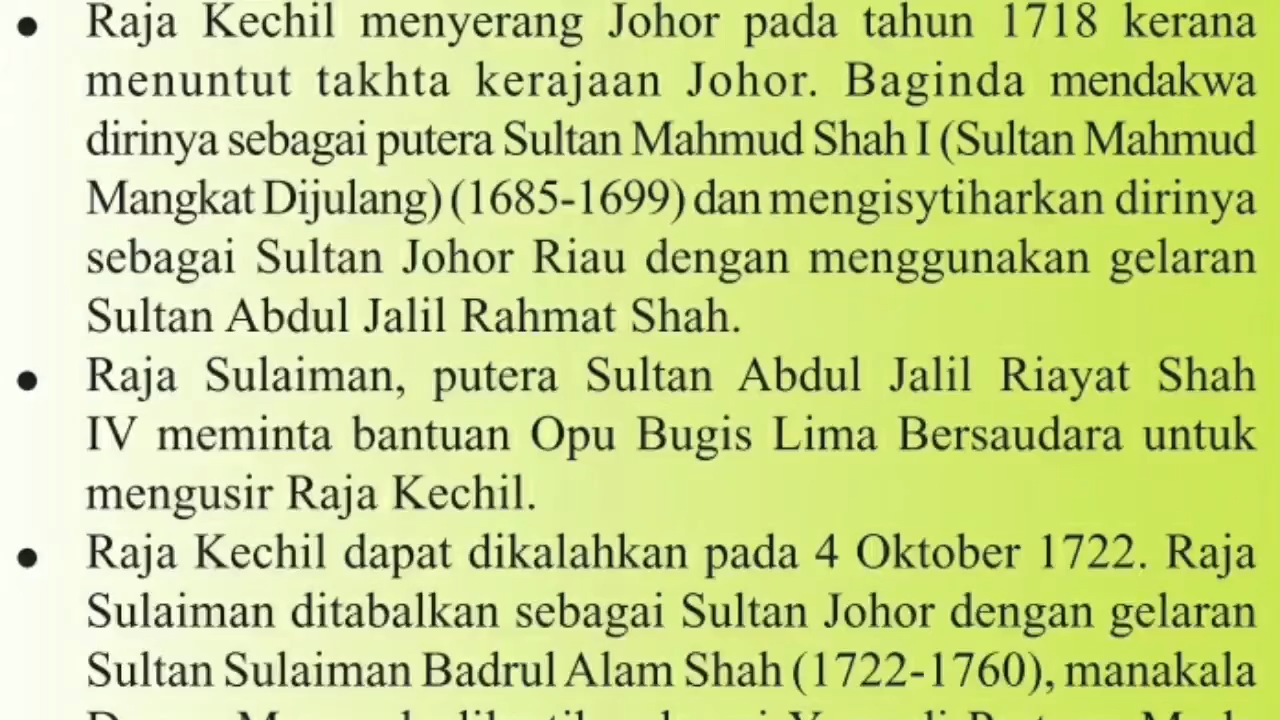 • Raja Kechil menyerang Johor pada tahun 1718 kerana
menuntut takhta kerajaan Johor. Baginda mendakwa
dirinya sebagai putera Sultan Mahmud Shah I (Sultan Mahmud
Mangkat Dijulang) (1685-1699) dan mengisytiharkan dirinya
sebagai Sultan Johor Riau dengan menggunakan gelaran
Sultan Abdul Jalil Rahmat Shah.
• Raja Sulaiman, putera Sultan Abdul Jalil Riayat Shah
IV meminta bantuan Opu Bugis Lima Bersaudara untuk
mengusir Raja Kechil.
• Raja Kechil dapat dikalahkan pada 4 Oktober 1722. Raja
Sulaiman ditabalkan sebagai Sultan Johor dengan gelaran
Sultan Sulaiman Badrul Alam Shah (1722-1760), manakala